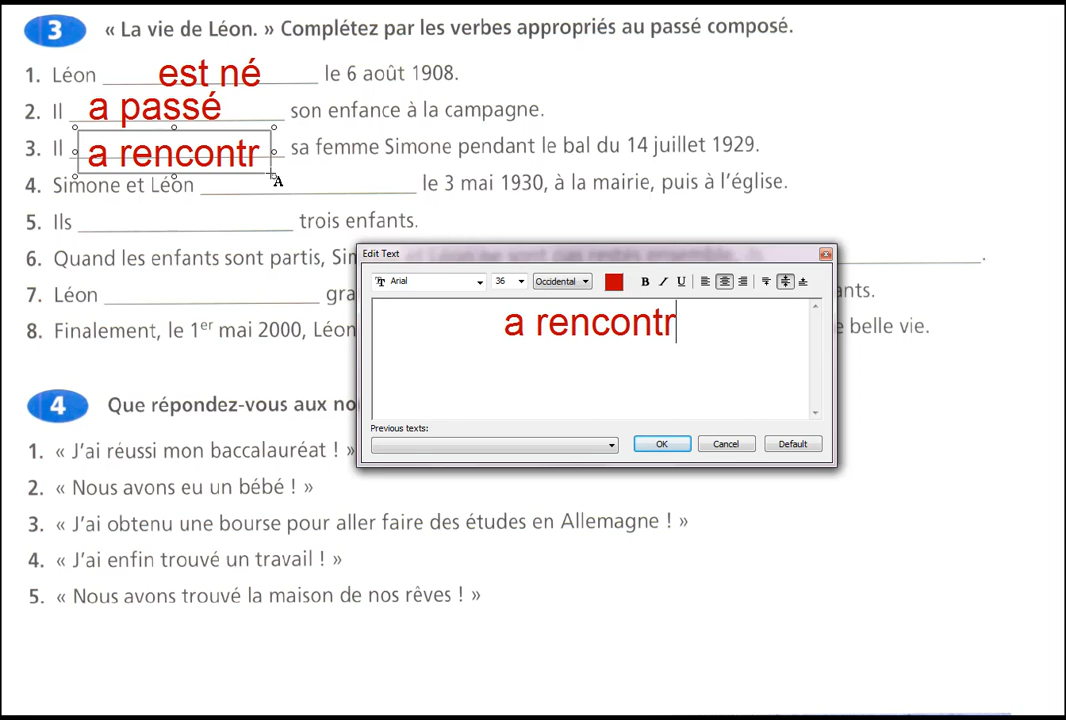 3 « La vie de Léon. » Complétez par les verbes appropriés au passé composé.
1. Léon est né le 6 août 1908.
2. Il a passé son enfance à la campagne.
3. Il a rencontr sa femme Simone pendant le bal du 14 juillet 1929.
4. Simone et Léon le 3 mai 1930, à la mairie, puis à l'église.
5. Ils trois enfants.
6. Quand les enfants sont partis, Sim .
7. Léon gra ants.
8. Finalement, le 1er mai 2000, Léon e belle vie.
Edit Text
Arial 36 Occidental B I U
a rencontr
Previous texts:
OK Cancel Default
4 Que répondez-vous aux no
1. « J'ai réussi mon baccalauréat ! »
2. « Nous avons eu un bébé ! »
3. « J'ai obtenu une bourse pour aller faire des études en Allemagne ! »
4. « J'ai enfin trouvé un travail ! »
5. « Nous avons trouvé la maison de nos rêves ! »